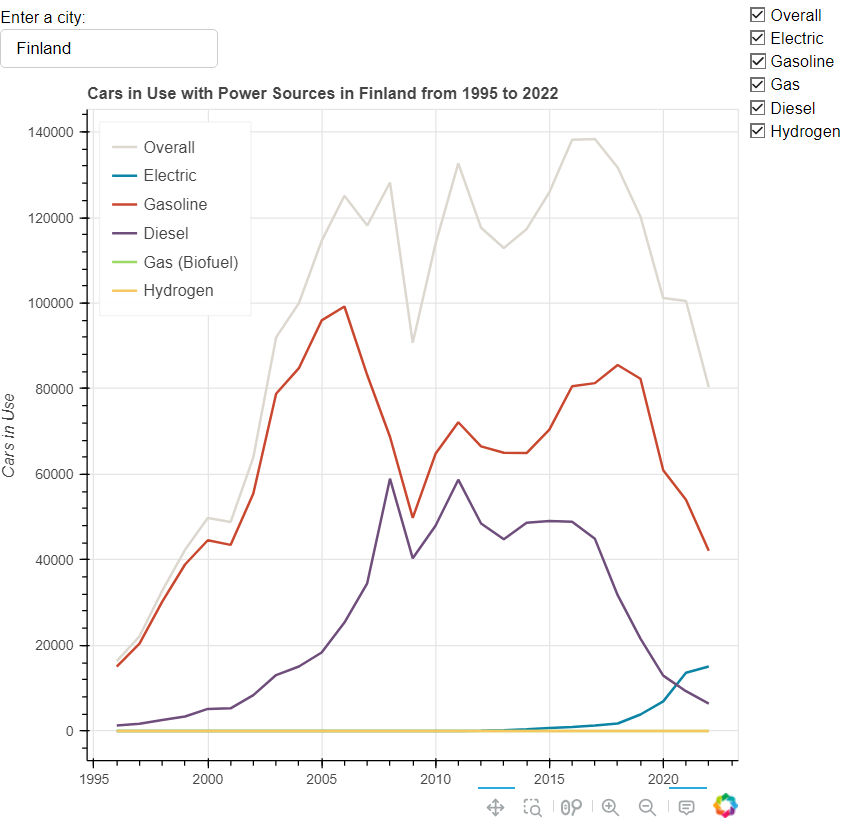 Enter a city:
Finland
Overall
Electric
Gasoline
Gas
Diesel
Hydrogen
Cars in Use with Power Sources in Finland from 1995 to 2022
Overall
Electric
Gasoline
Diesel
Gas (Biofuel)
Hydrogen
Cars in Use
140000
120000
100000
80000
60000
40000
20000
0
1995 2000 2005 2010 2015 2020